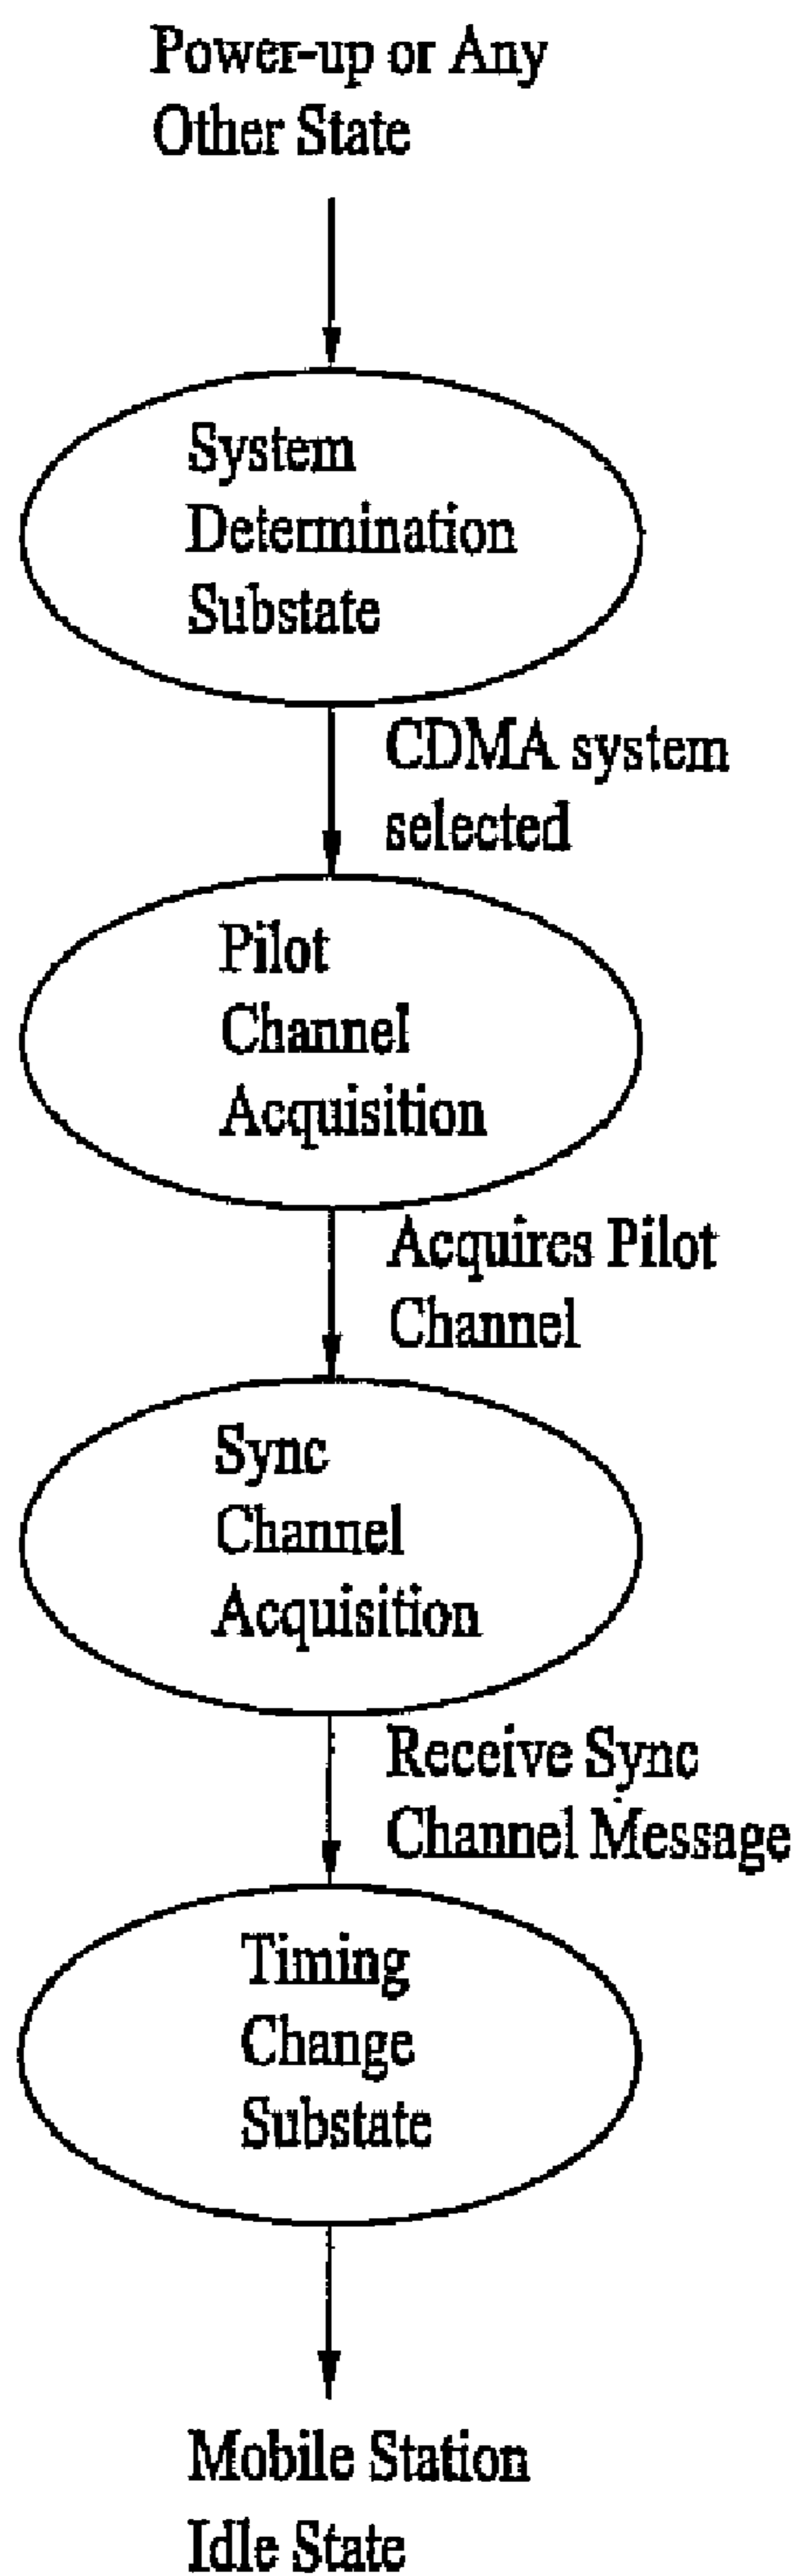 Power-up or Any
Other State
System
Determination
Substate
CDMA system
selected
Pilot
Channel
Acquisition
Acquires Pilot
Channel
Sync
Channel
Acquisition
Receive Sync
Channel Message
Timing
Change
Substate
Mobile Station
Idle State